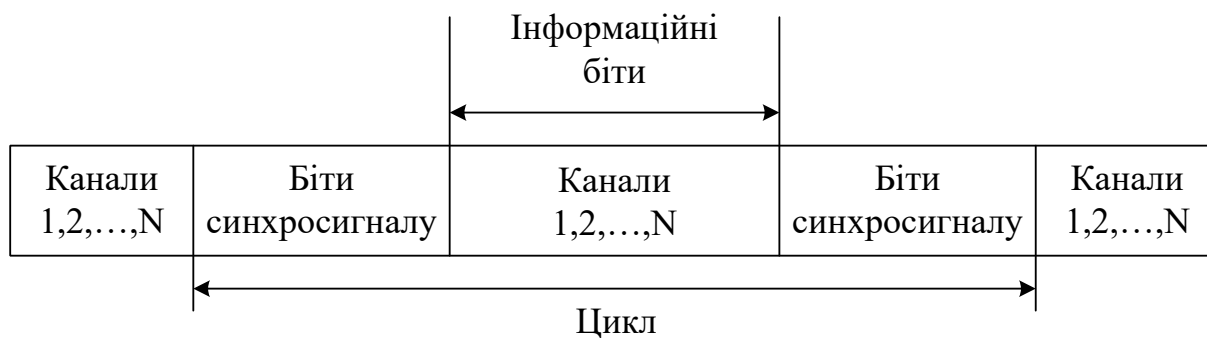 Інформаційні
біти
Канали
1,2,…,N
Біти
синхросигналу
Канали
1,2,…,N
Біти
синхросигналу
Канали
1,2,…,N
Цикл